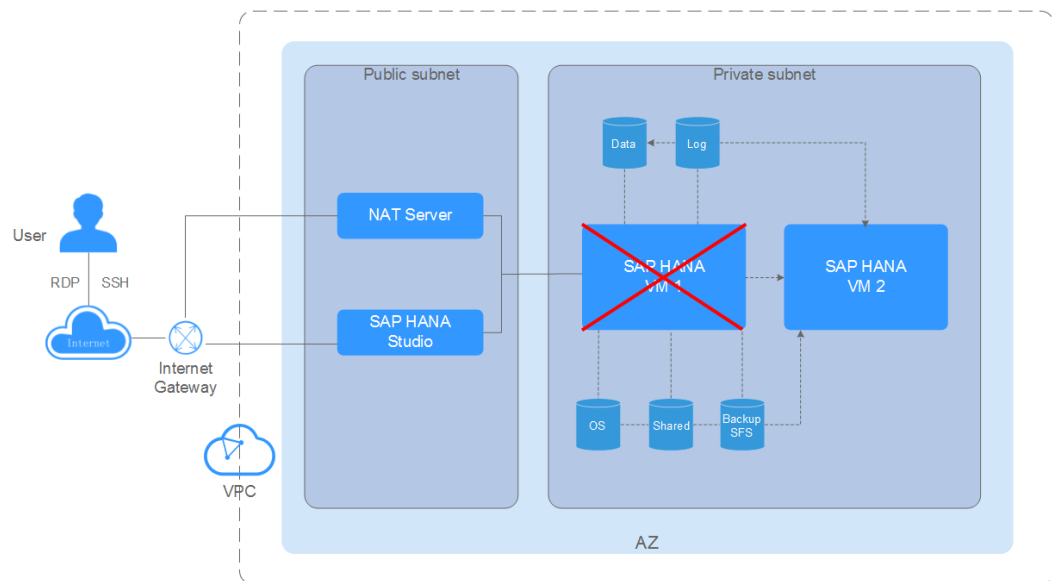 Public subnet
Private subnet
Data
Log
NAT Server
User
SAP HANA
VM 1
SAP HANA
VM 2
RDP
SSH
SAP HANA
Studio
Internet
Internet
Gateway
OS
Shared
Backup
SFS
VPC
AZ